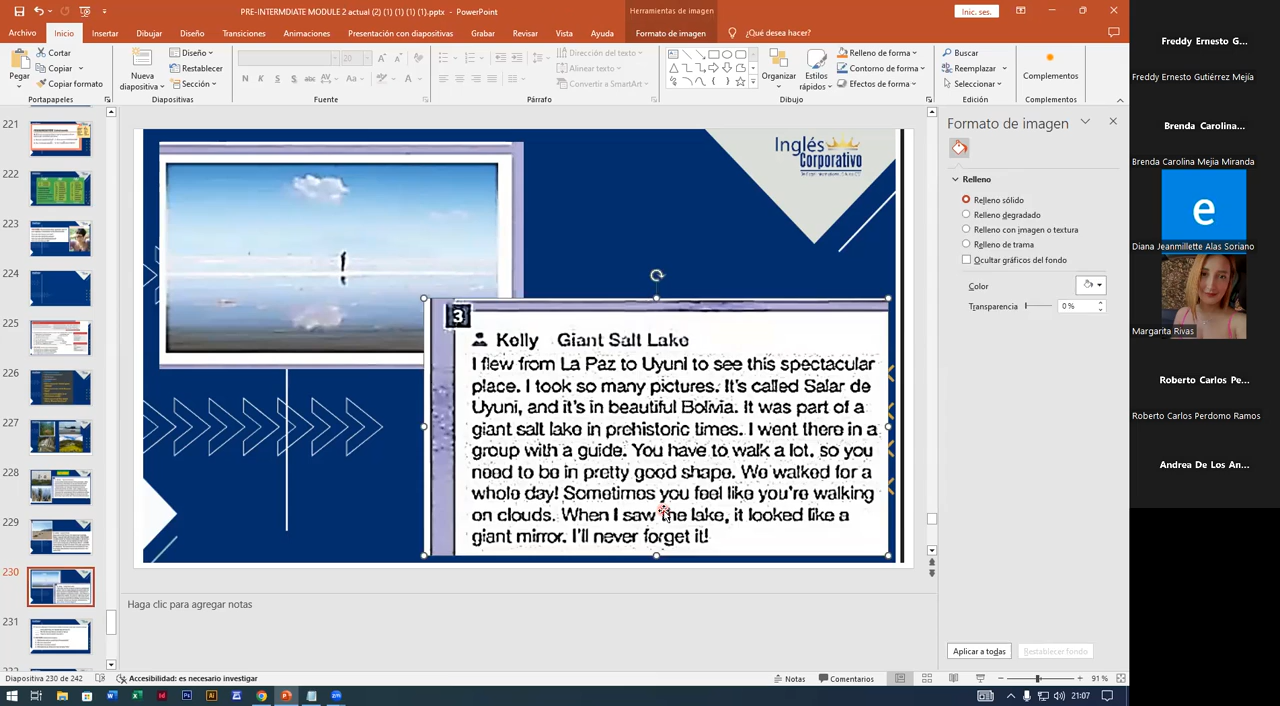 PRE-INTERMDIATE MODULE 2 actual (2) (1) (1) {1}.pptx - PowerPoint
Herramientas de imagen
Inic. ses.
Archivo Inicio Insertar Dibujar Diseño Transiciones Animaciones Presentación con diapositivas Grabar Revisar Vista Ayuda Formato de imagen ¿Qué desea hacer?
Pegar
Cortar
Copiar
Copiar formato
Portapapeles
Nueva diapositiva
Diseño
Restablecer
Sección
Diapositivas
20
N K S S abc AV Aa A
Fuente
Dirección del texto
Alinear texto
Convertir a SmartArt
Párrafo
Organizar
Estilos rápidos
Relleno de forma
Contorno de forma
Efectos de forma
Dibujo
Buscar
Reemplazar
Seleccionar
Edición
Complementos
Complementos
221
222
223
224
225
226
227
228
229
230
231
Inglés
Corporativo
3
Kelly Giant Salt Lake
I flew from La Paz to Uyuni to see this spectacular
place. I took so many pictures. It's called Salar de
Uyuni, and it's in beautiful Bolivia. It was part of a
giant salt lake in prehistoric times. I went there in a
group with a guide. You have to walk a lot, so you
need to be in pretty good shape. We walked for a
whole day! Sometimes you feel like you're walking
on clouds. When I saw the lake, it looked like a
giant mirror. I'll never forget it!
Haga clic para agregar notas
Formato de imagen
Relleno
Relleno sólido
Relleno degradado
Relleno con imagen o textura
Relleno de trama
Ocultar gráficos del fondo
Color
Transparencia 0 %
Aplicar a todas
Restablecer fondo
Diapositiva 230 de 242
Accesibilidad: es necesario investigar
Notas
Comentarios
91 %
21:07
Freddy Ernesto G...
Freddy Ernesto Gutiérrez Mejía
Brenda Carolina...
Brenda Carolina Mejia Miranda
e
Diana Jeanmillette Alas Soriano
Margarita Rivas
Roberto Carlos Pe...
Roberto Carlos Perdomo Ramos
Andrea De Los An...